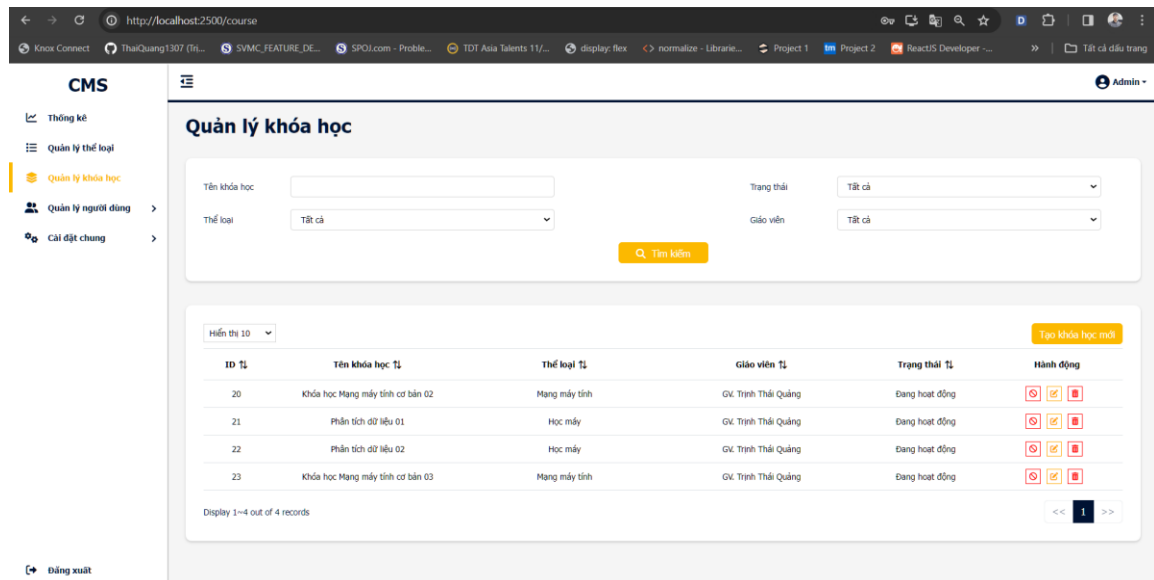 http://localhost:2500/course
Knox Connect ThaiQuang1307 (Tri... SVMC_FEATURE_DE... SPOJ.com - Proble... TDT Asia Talents 11/... display: flex normalize - Librarie... Project 1 tm Project 2 ReactJS Developer -... » Tất cả dấu trang
CMS
Admin
Thống kê
Quản lý thể loại
Quản lý khóa học
Quản lý người dùng
Cài đặt chung
Đăng xuất
Quản lý khóa học
Tên khóa học Trạng thái Tất cả
Thể loại Tất cả Giáo viên Tất cả
Tìm kiếm
Hiển thị 10 Tạo khóa học mới
ID Tên khóa học Thể loại Giáo viên Trạng thái Hành động
20 Khóa học Mạng máy tính cơ bản 02 Mạng máy tính GV. Trịnh Thái Quảng Đang hoạt động
21 Phân tích dữ liệu 01 Học máy GV. Trịnh Thái Quảng Đang hoạt động
22 Phân tích dữ liệu 02 Học máy GV. Trịnh Thái Quảng Đang hoạt động
23 Khóa học Mạng máy tính cơ bản 03 Mạng máy tính GV. Trịnh Thái Quảng Đang hoạt động
Display 1~4 out of 4 records << 1 >>